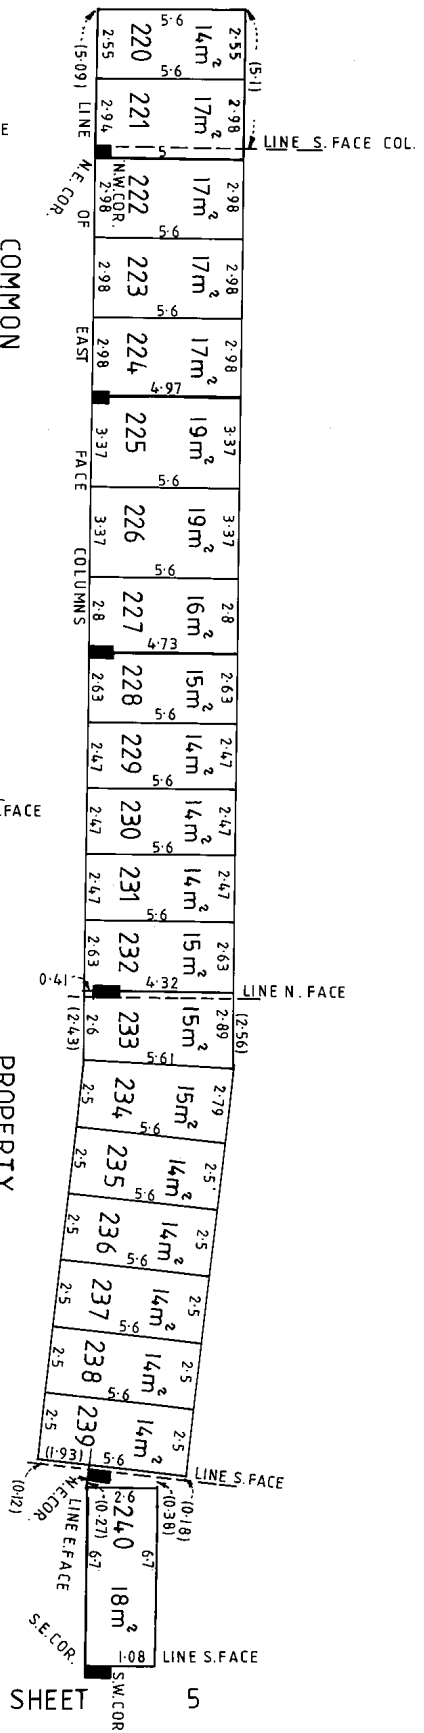 5·6
2·55 220 14m² 2·55
(5·09) 5·6 (5·1)
LINE 2·94 221 17m² 2·98
5 LINE S. FACE COL.
E
N.E. COR.
N.W.COR.
OF 2·98 222 17m² 2·98
5·6
COMMON
2·98 223 17m² 2·98
5·6
EAST 2·98 224 17m² 2·98
4·97
3·37 225 19m² 3·37
FACE 5·6
3·37 226 19m² 3·37
5·6
COLUMNS 2·8 227 16m² 2·8
4·73
2·63 228 15m² 2·63
5·6
2·47 229 14m² 2·47
5·6
.FACE
2·47 230 14m² 2·47
5·6
2·47 231 14m² 2·47
5·6
2·63 232 15m² 2·63
0·41 4·32 LINE N. FACE
(2·43) 2·6 233 15m² 2·89 (2·56)
5·61
PROPERTY
2·5 234 15m² 2·79
5·6
2·5 235 14m² 2·5
5·6
2·5 236 14m² 2·5
5·6
2·5 237 14m² 2·5
5·6
2·5 238 14m² 2·5
5·6
2·5 239 14m² 2·5
(1·93) 5·6 LINE S.FACE
(0·12) N.E.COR. (0·27) (0·38) (0·18)
2·6
LINE E.FACE 6·7 240 18m² 6·7
S.E.COR. 1·08 LINE S.FACE
S.W.COR
SHEET 5